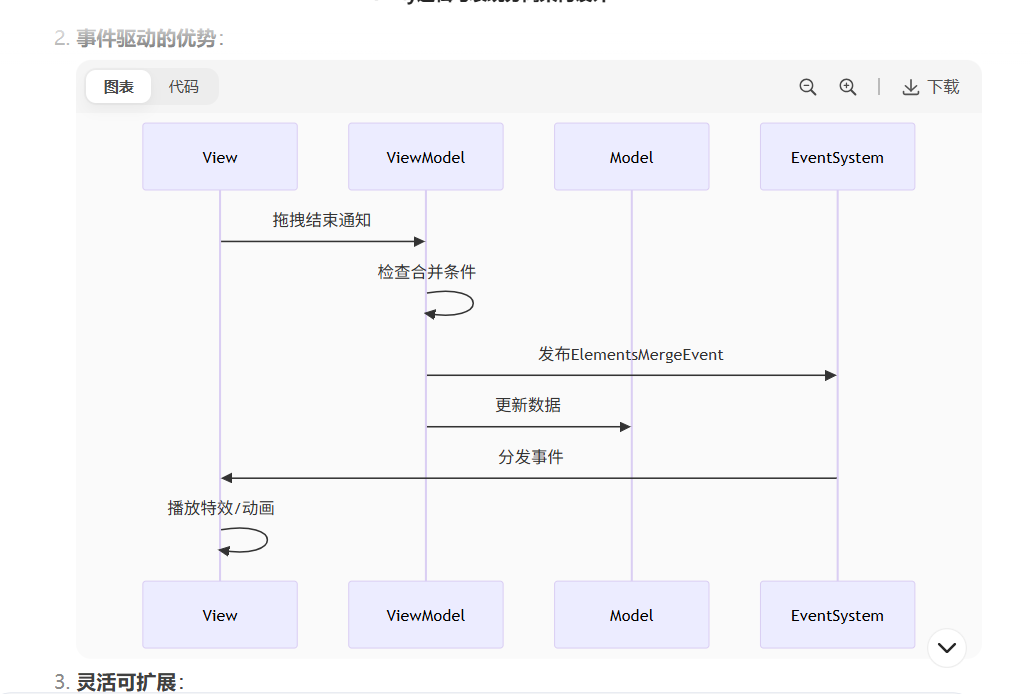 2. 事件驱动的优势:
图表 代码 下载
View ViewModel Model EventSystem
拖拽结束通知
检查合并条件
发布ElementsMergeEvent
更新数据
分发事件
播放特效/动画
View ViewModel Model EventSystem
3. 灵活可扩展: